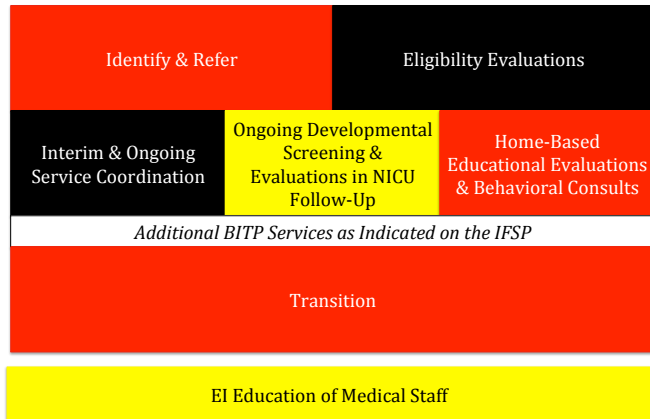 Identify & Refer
Eligibility Evaluations
Interim & Ongoing
Service Coordination
Ongoing Developmental
Screening &
Evaluations in NICU
Follow-Up
Home-Based
Educational Evaluations
& Behavioral Consults
Additional BITP Services as Indicated on the IFSP
Transition
EI Education of Medical Staff